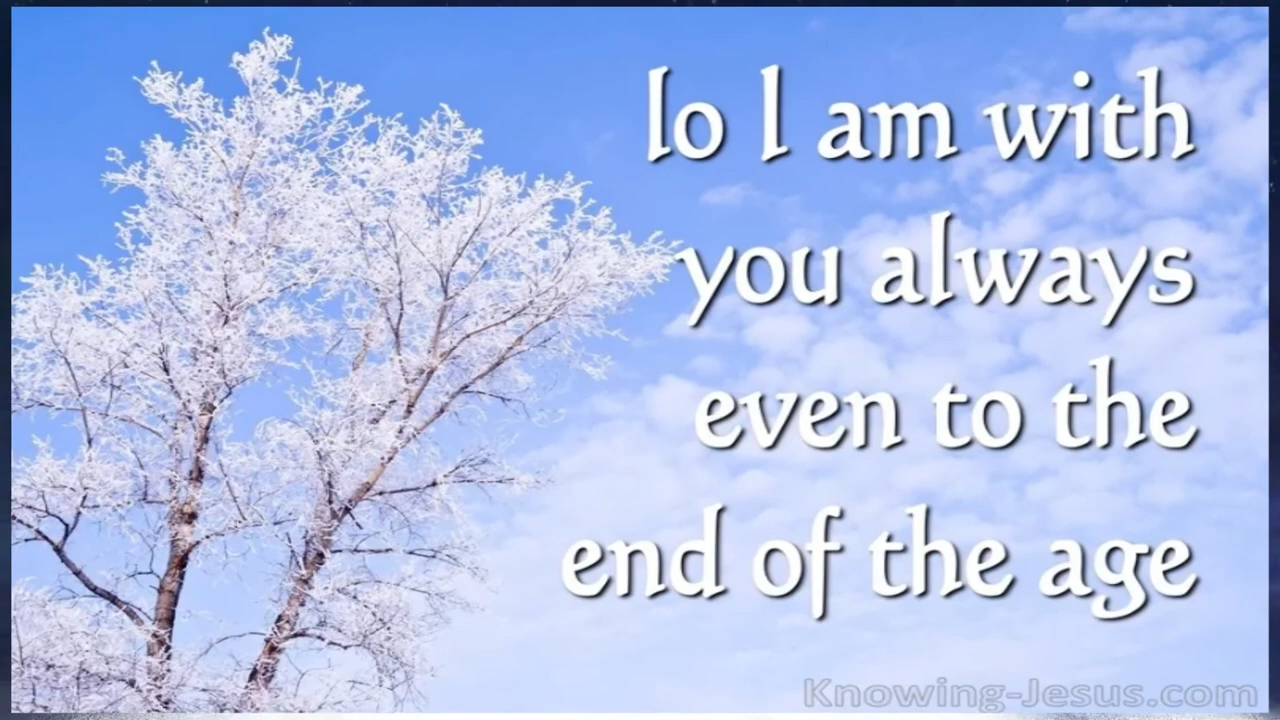 lo I am with
you always
even to the
end of the age
Knowing-Jesus.com